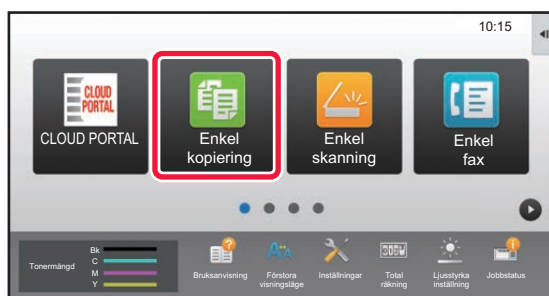 10:15
CLOUD
PORTAL
CLOUD PORTAL
Enkel
kopiering
Enkel
skanning
Enkel
fax
Tonermängd
Bk
C
M
Y
Bruksanvisning
Förstora
visningsläge
Inställningar
Total
räkning
Ljusstyrka
inställning
Jobbstatus